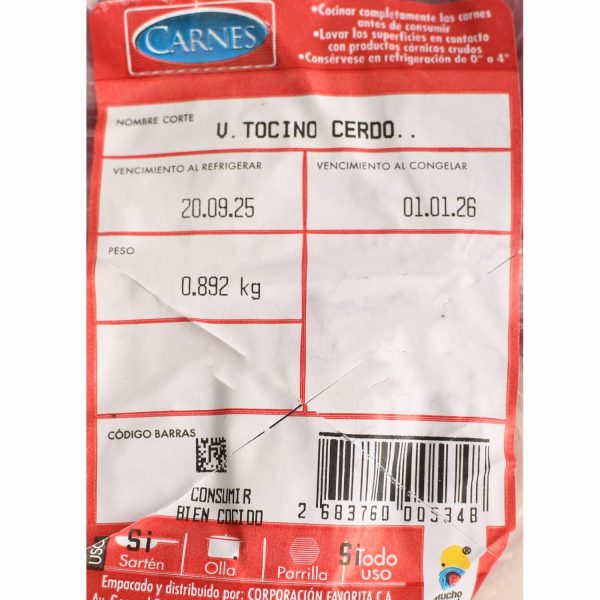 CARNES
•Cocinar completamente las carnes
antes de consumir
•Lavar las superficies en contacto
con productos cárnicos crudos
•Consérvese en refrigeración de 0° a 4°
NOMBRE CORTE
V.TOCINO CERDO..
VENCIMIENTO AL REFRIGERAR
20.09.25
VENCIMIENTO AL CONGELAR
01.01.26
PESO
0.892 kg
CÓDIGO BARRAS
CONSUMIR
BIEN COCIDO
2 683760 005348
USO
Si
Sartén
Olla
Parrilla
Si
Todo
uso
®
Mucho
Empacado y distribuido por: CORPORACIÓN FAVORITA C.A.
Av. General